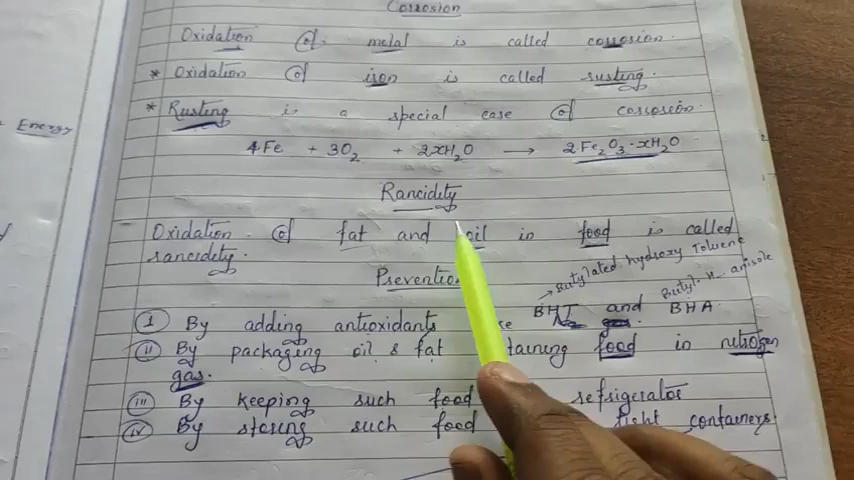 Corrosion
Oxidation of metal is called corrosion.
* Oxidation of iron is called rusting.
* Rusting is a special case of corrosion.
Energy
4Fe + 3O₂ + 2xH₂O → 2Fe₂O₃·xH₂O
Rancidity
Oxidation of fat and oil in food is called
rancidity.
Prevention
→ Butylated hydroxy Toluene
Butyl. H. anisole
(i) By adding antioxidants BHT and BHA
(ii) By packaging oil & fat food in nitrogen
gas.
(iii) By keeping such food refrigerator
(iv) By storing such food tight containers.